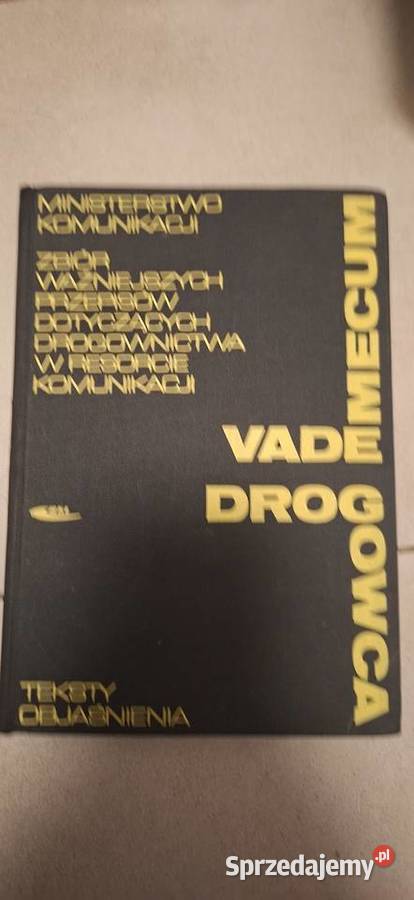 MINISTERSTWO
KOMUNIKACJI
ZBIÓR
WAŻNIEJSZYCH
PRZEPISÓW
DOTYCZĄCYCH
DROGOWNICTWA
W RESORCIE
KOMUNIKACJI
VADEMECUM
DROGOWCA
TEKSTY
OBJAŚNIENIA
Sprzedajemy.pl